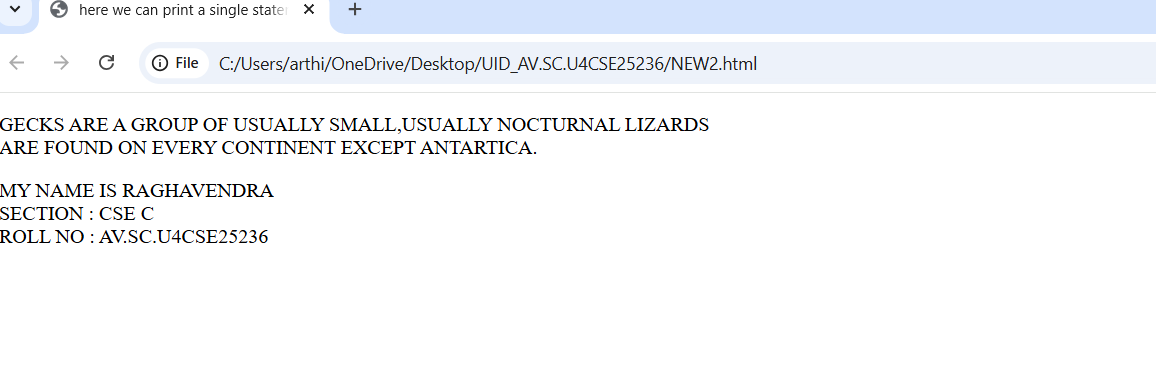 here we can print a single state
File
C:/Users/arthi/OneDrive/Desktop/UID_AV.SC.U4CSE25236/NEW2.html
GECKS ARE A GROUP OF USUALLY SMALL,USUALLY NOCTURNAL LIZARDS
ARE FOUND ON EVERY CONTINENT EXCEPT ANTARTICA.
MY NAME IS RAGHAVENDRA
SECTION : CSE C
ROLL NO : AV.SC.U4CSE25236